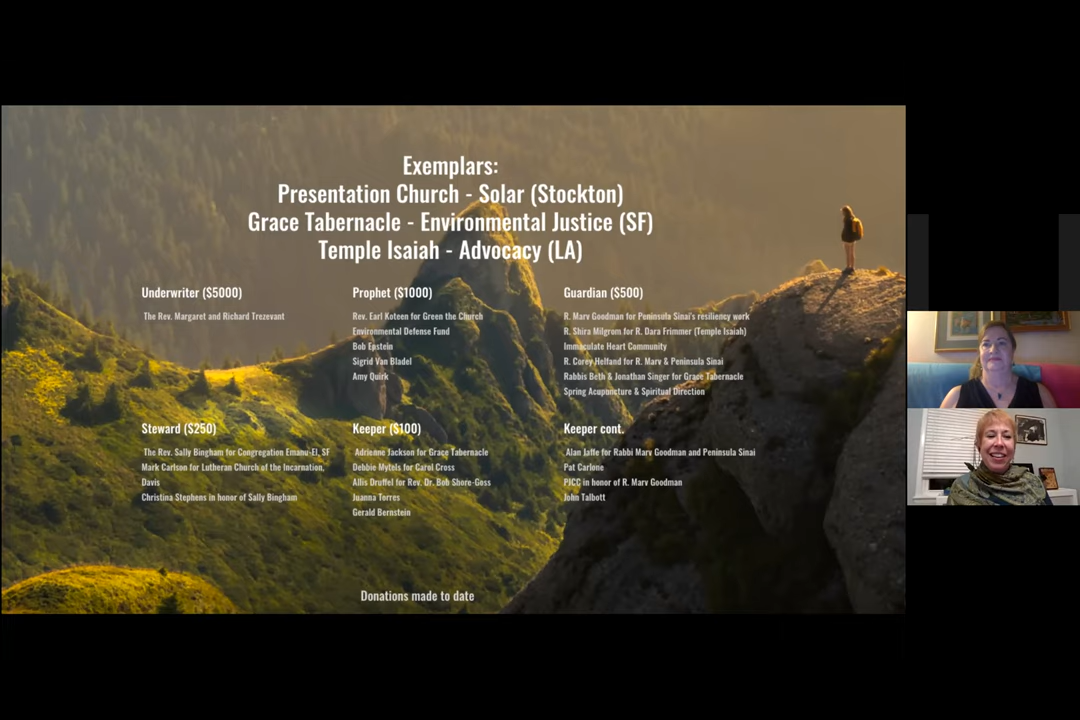 Exemplars:
Presentation Church - Solar (Stockton)
Grace Tabernacle - Environmental Justice (SF)
Temple Isaiah - Advocacy (LA)
Underwriter ($5000)
The Rev. Margaret and Richard Trezevant
Prophet ($1000)
Rev. Earl Koteen for Green the Church
Environmental Defense Fund
Bob Epstein
Sigrid Van Bladel
Amy Quirk
Guardian ($500)
R. Marv Goodman for Peninsula Sinai's resiliency work
R. Shira Milgrom for R. Dara Frimmer (Temple Isaiah)
Immaculate Heart Community
R. Corey Helfand for R. Marv & Peninsula Sinai
Rabbis Beth & Jonathan Singer for Grace Tabernacle
Spring Acupuncture & Spiritual Direction
Steward ($250)
The Rev. Sally Bingham for Congregation Emanu-El, SF
Mark Carlson for Lutheran Church of the Incarnation,
Davis
Christina Stephens in honor of Sally Bingham
Keeper ($100)
Adrienne Jackson for Grace Tabernacle
Debbie Mytels for Carol Cross
Allis Druffel for Rev. Dr. Bob Shore-Goss
Juanna Torres
Gerald Bernstein
Keeper cont.
Alan Jaffe for Rabbi Marv Goodman and Peninsula Sinai
Pat Carlone
PICC in honor of R. Marv Goodman
John Talbott
Donations made to date